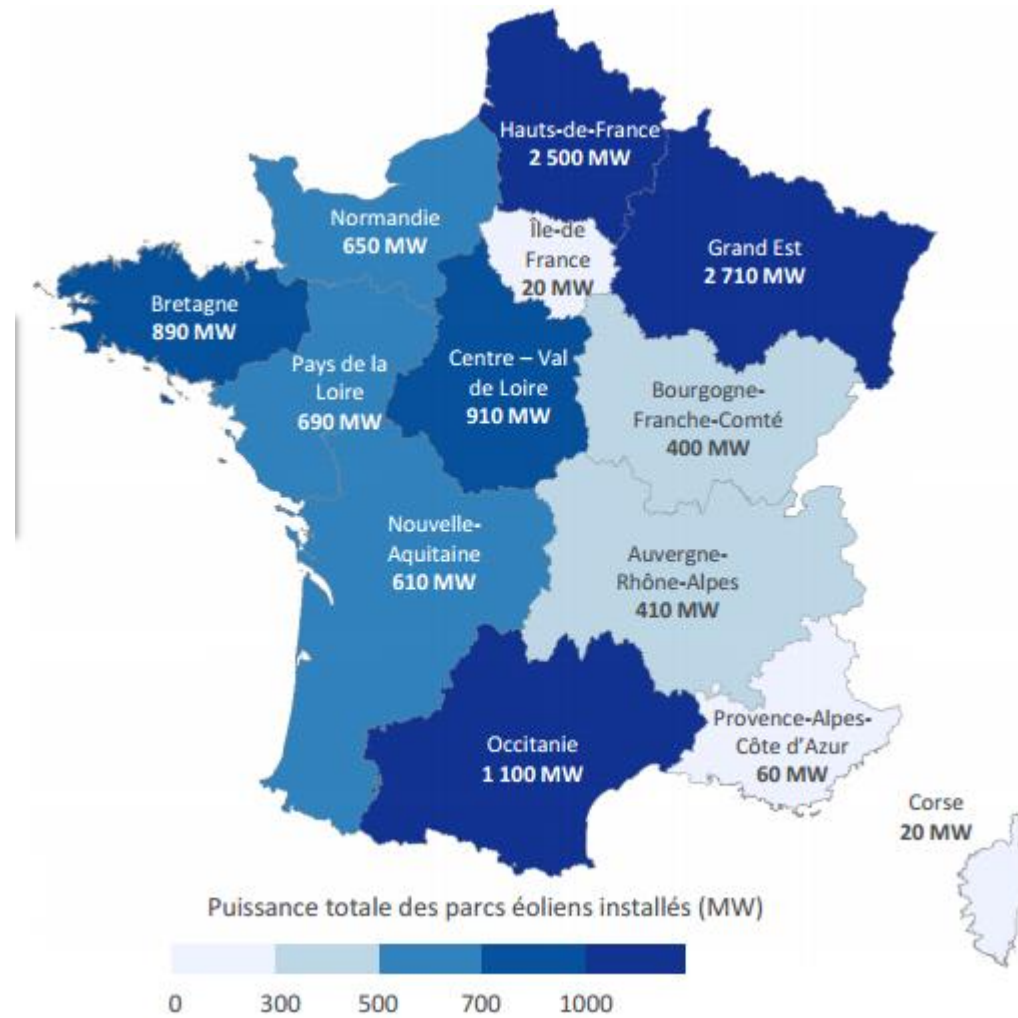 Hauts-de-France
2 500 MW
Normandie
650 MW
Île-de
France
20 MW
Grand Est
2 710 MW
Bretagne
890 MW
Pays de la
Loire
690 MW
Centre – Val
de Loire
910 MW
Bourgogne-
Franche-Comté
400 MW
Nouvelle-
Aquitaine
610 MW
Auvergne-
Rhône-Alpes
410 MW
Occitanie
1 100 MW
Provence-Alpes-
Côte d’Azur
60 MW
Corse
20 MW
Puissance totale des parcs éoliens installés (MW)
0 300 500 700 1000